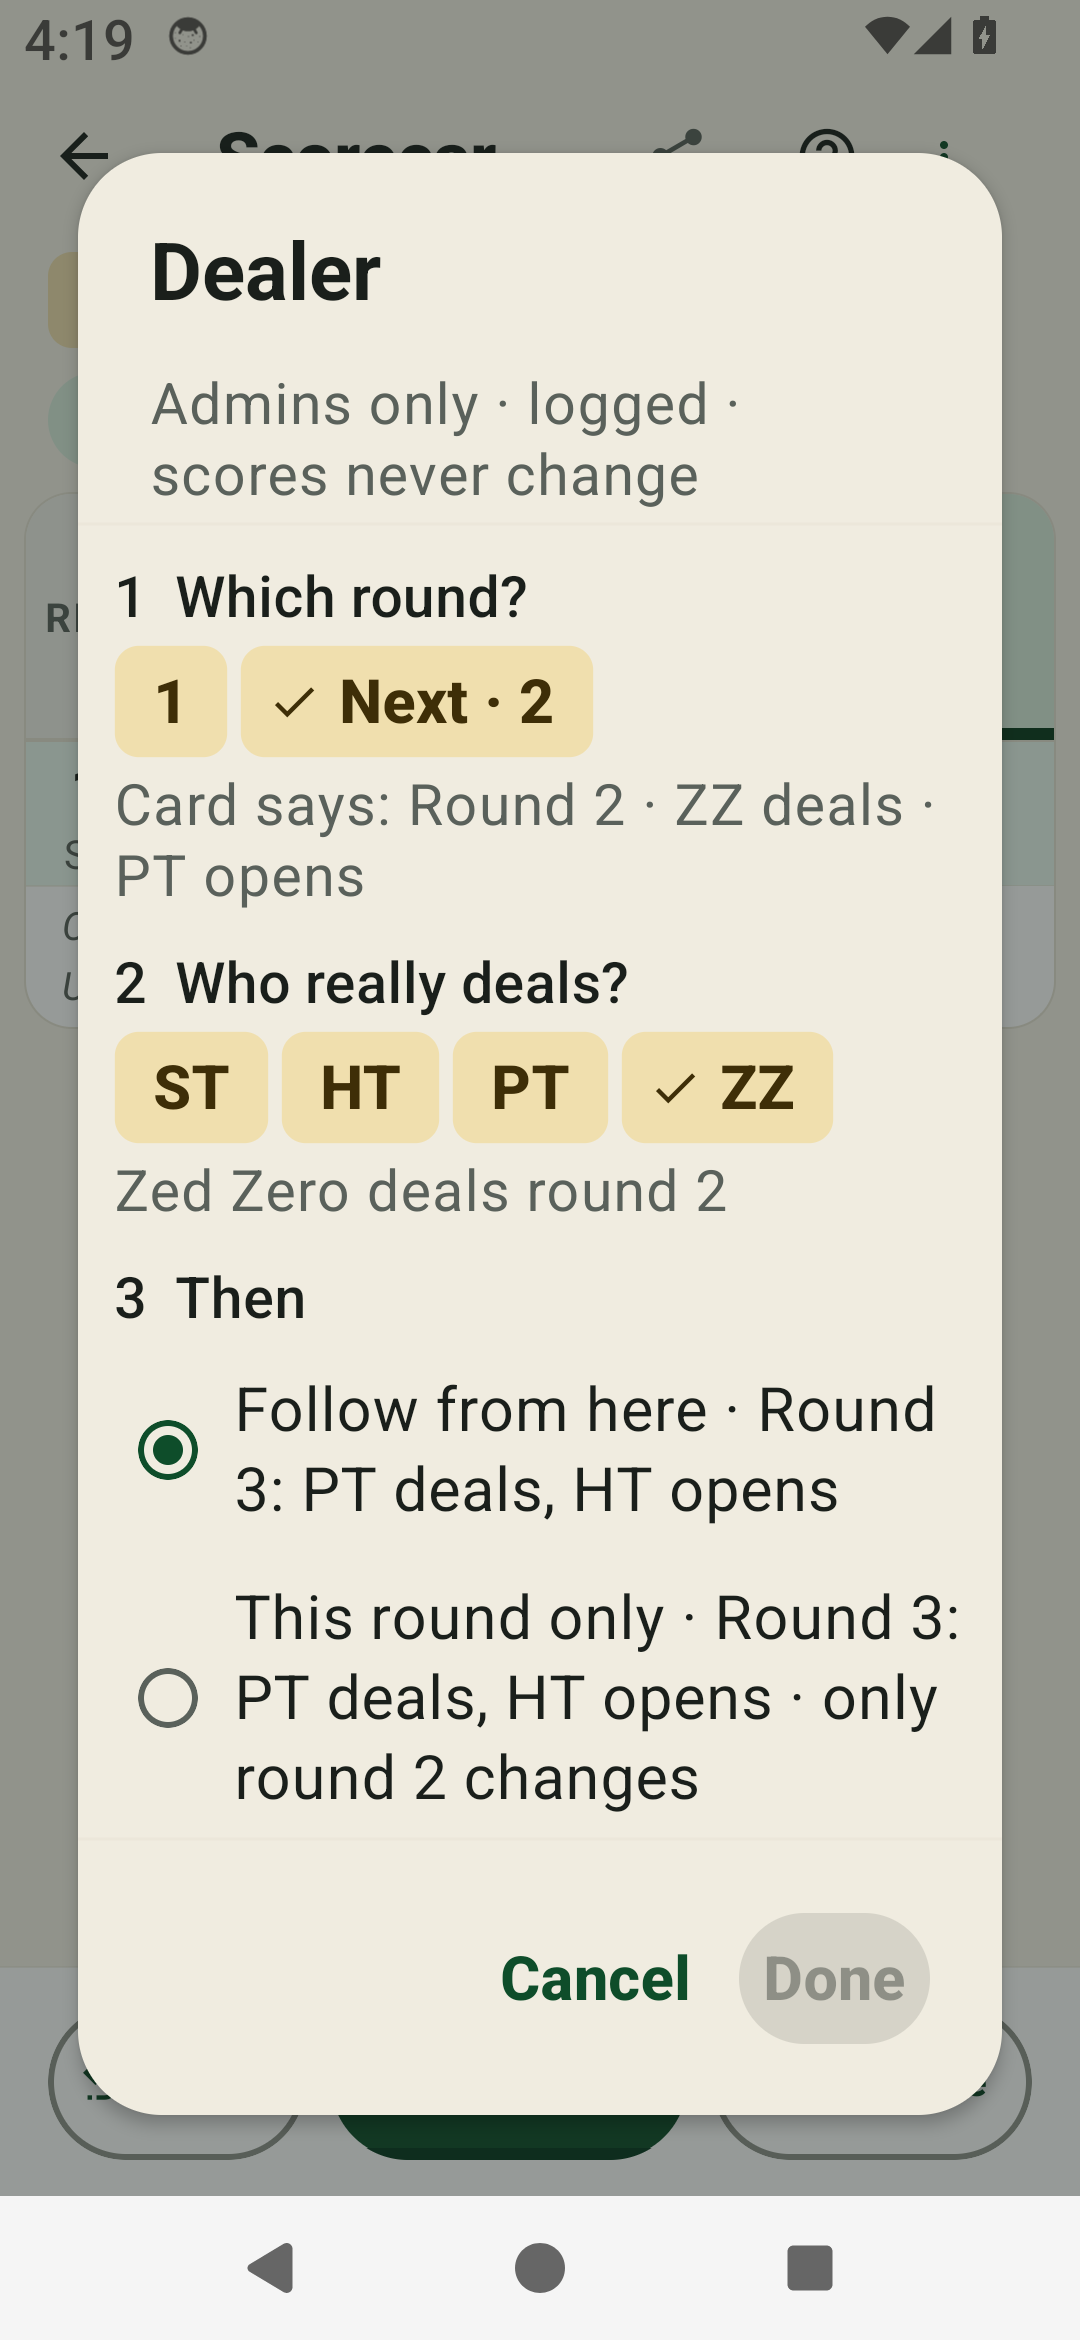 4:19
Dealer
Admins only · logged ·
scores never change
1 Which round?
1 Next · 2
Card says: Round 2 · ZZ deals ·
PT opens
2 Who really deals?
ST HT PT ZZ
Zed Zero deals round 2
3 Then
Follow from here · Round
3: PT deals, HT opens
This round only · Round 3:
PT deals, HT opens · only
round 2 changes
Cancel Done